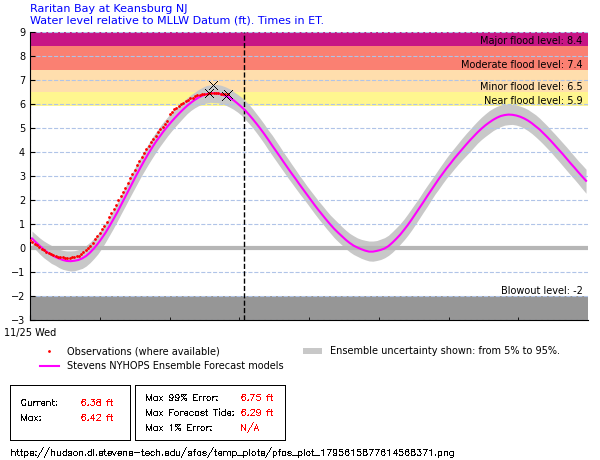 Raritan Bay at Keansburg NJ
Water level relative to MLLW Datum (ft). Times in ET.
9
Major flood level: 8.4
8
Moderate flood level: 7.4
7
Minor flood level: 6.5
Near flood level: 5.9
6
5
4
3
2
1
0
−1
Blowout level: -2
−2
−3
11/25 Wed
Observations (where available)
Ensemble uncertainty shown: from 5% to 95%.
Stevens NYHOPS Ensemble Forecast models
Current: 6.38 ft
Max: 6.42 ft
Max 99% Error: 6.75 ft
Max Forecast Tide: 6.29 ft
Max 1% Error: N/A
https://hudson.dl.stevens-tech.edu/sfas/temp_plots/pfas_plot_1795615877614568371.png